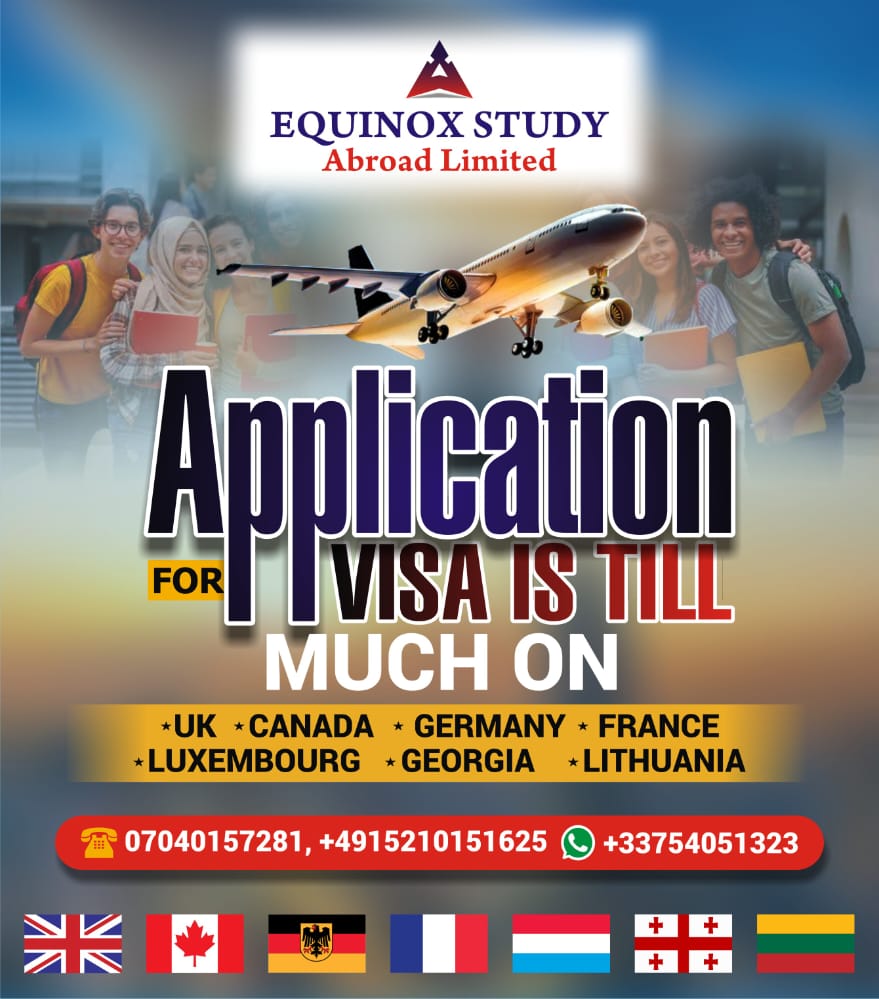 EQUINOX STUDY
Abroad Limited
Application
FOR VISA IS TILL
MUCH ON
★UK ★CANADA ★ GERMANY ★ FRANCE
★LUXEMBOURG ★GEORGIA ★LITHUANIA
07040157281, +4915210151625 +33754051323